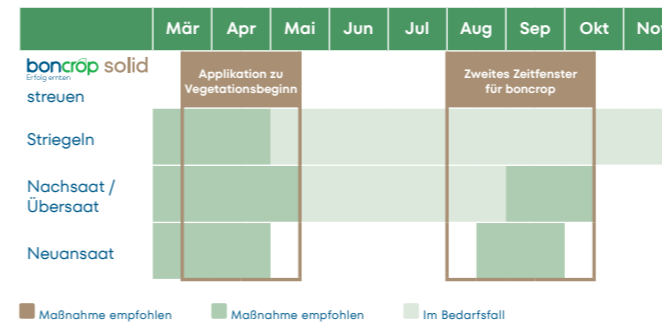 Mär Apr Mai Jun Jul Aug Sep Okt Nov
boncrop solid
Erfolg ernten
streuen
Applikation zu
Vegetationsbeginn
Zweites Zeitfenster
für boncrop
Striegeln
Nachsaat /
Übersaat
Neuansaat
Maßnahme empfohlen Maßnahme empfohlen Im Bedarfsfall